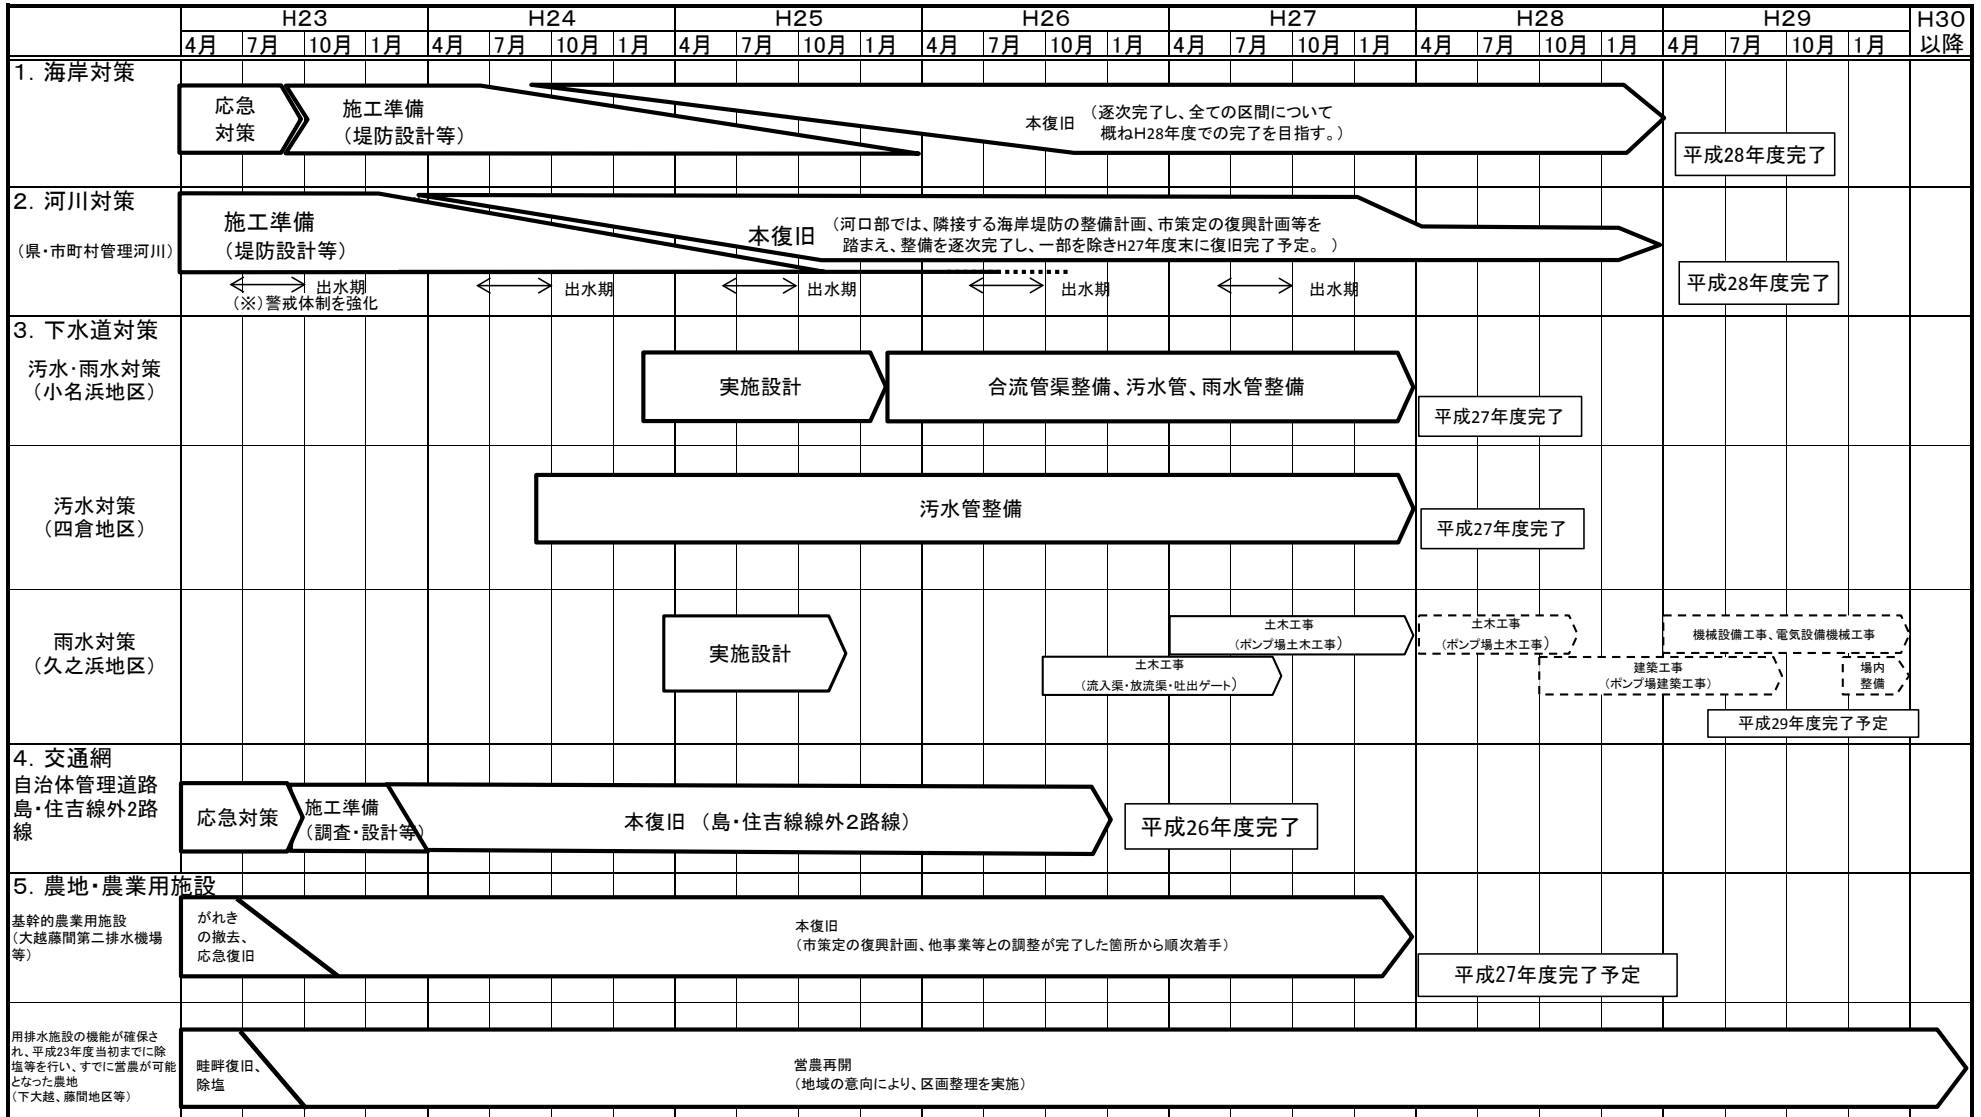 H23 H24 H25 H26 H27 H28 H29 H30
4月 7月 10月 1月 4月 7月 10月 1月 4月 7月 10月 1月 4月 7月 10月 1月 4月 7月 10月 1月 4月 7月 10月 1月 4月 7月 10月 1月 以降
1．海岸対策
応急
対策
施工準備
（堤防設計等）
本復旧
（逐次完了し、全ての区間について
概ねH28年度での完了を目指す。）
平成28年度完了
2．河川対策
（県・市町村管理河川）
施工準備
（堤防設計等）
本復旧
（河口部では、隣接する海岸堤防の整備計画、市策定の復興計画等を
踏まえ、整備を逐次完了し、一部を除きH27年度末に復旧完了予定。 ）
出水期 出水期 出水期 出水期 出水期
（※）警戒体制を強化
平成28年度完了
3．下水道対策
汚水・雨水対策
（小名浜地区）
実施設計
合流管渠整備、汚水管、雨水管整備
平成27年度完了
汚水対策
（四倉地区）
汚水管整備
平成27年度完了
雨水対策
（久之浜地区）
実施設計
土木工事
（ポンプ場土木工事）
土木工事
（流入渠・放流渠・吐出ゲート）
土木工事
（ポンプ場土木工事）
機械設備工事、電気設備機械工事
建築工事
（ポンプ場建築工事）
場内
整備
平成29年度完了予定
4．交通網
自治体管理道路
島・住吉線外2路
線
応急対策
施工準備
（調査・設計等）
本復旧 （島・住吉線線外２路線）
平成26年度完了
5．農地・農業用施設
基幹的農業用施設
（大越藤間第二排水機場
等）
がれき
の撤去、
応急復旧
本復旧
（市策定の復興計画、他事業等との調整が完了した箇所から順次着手）
平成27年度完了予定
用排水施設の機能が確保さ
れ、平成23年度当初までに除
塩等を行い、すでに営農が可能
となった農地
（下大越、藤間地区等）
畦畔復旧、
除塩
営農再開
（地域の意向により、区画整理を実施）